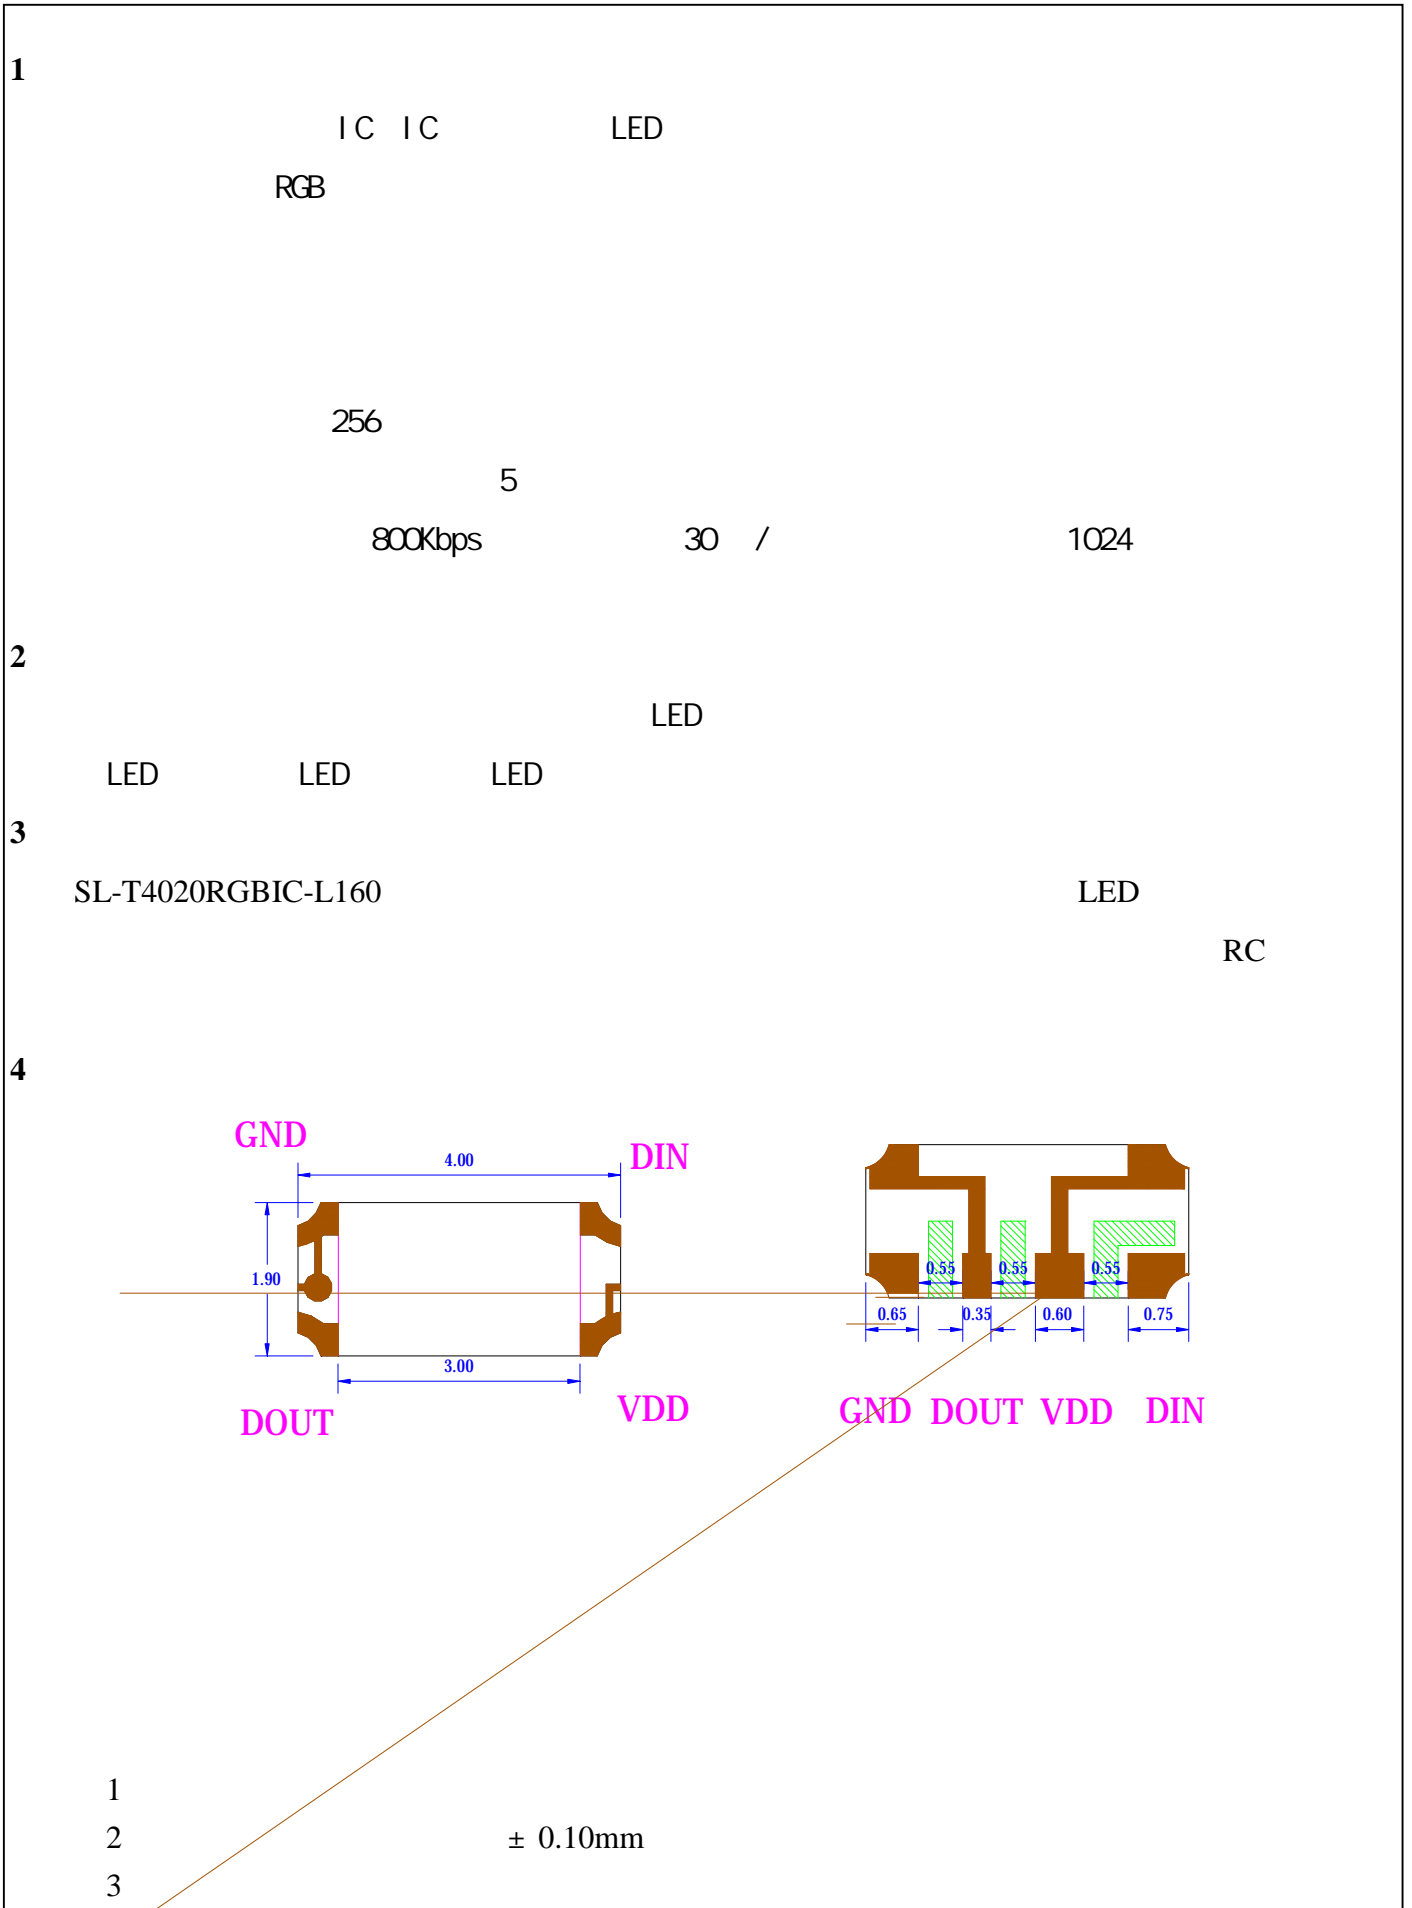 1
IC IC LED
RGB
256
5
800Kbps 30 / 1024
2
LED
LED LED LED
3
SL-T4020RGBIC-L160 LED
RC
4
GND
DIN
4.00
1.90
3.00
DOUT
VDD
0.55 0.55 0.55
0.65 0.35 0.60 0.75
GND DOUT VDD DIN
1
2 ± 0.10mm
3